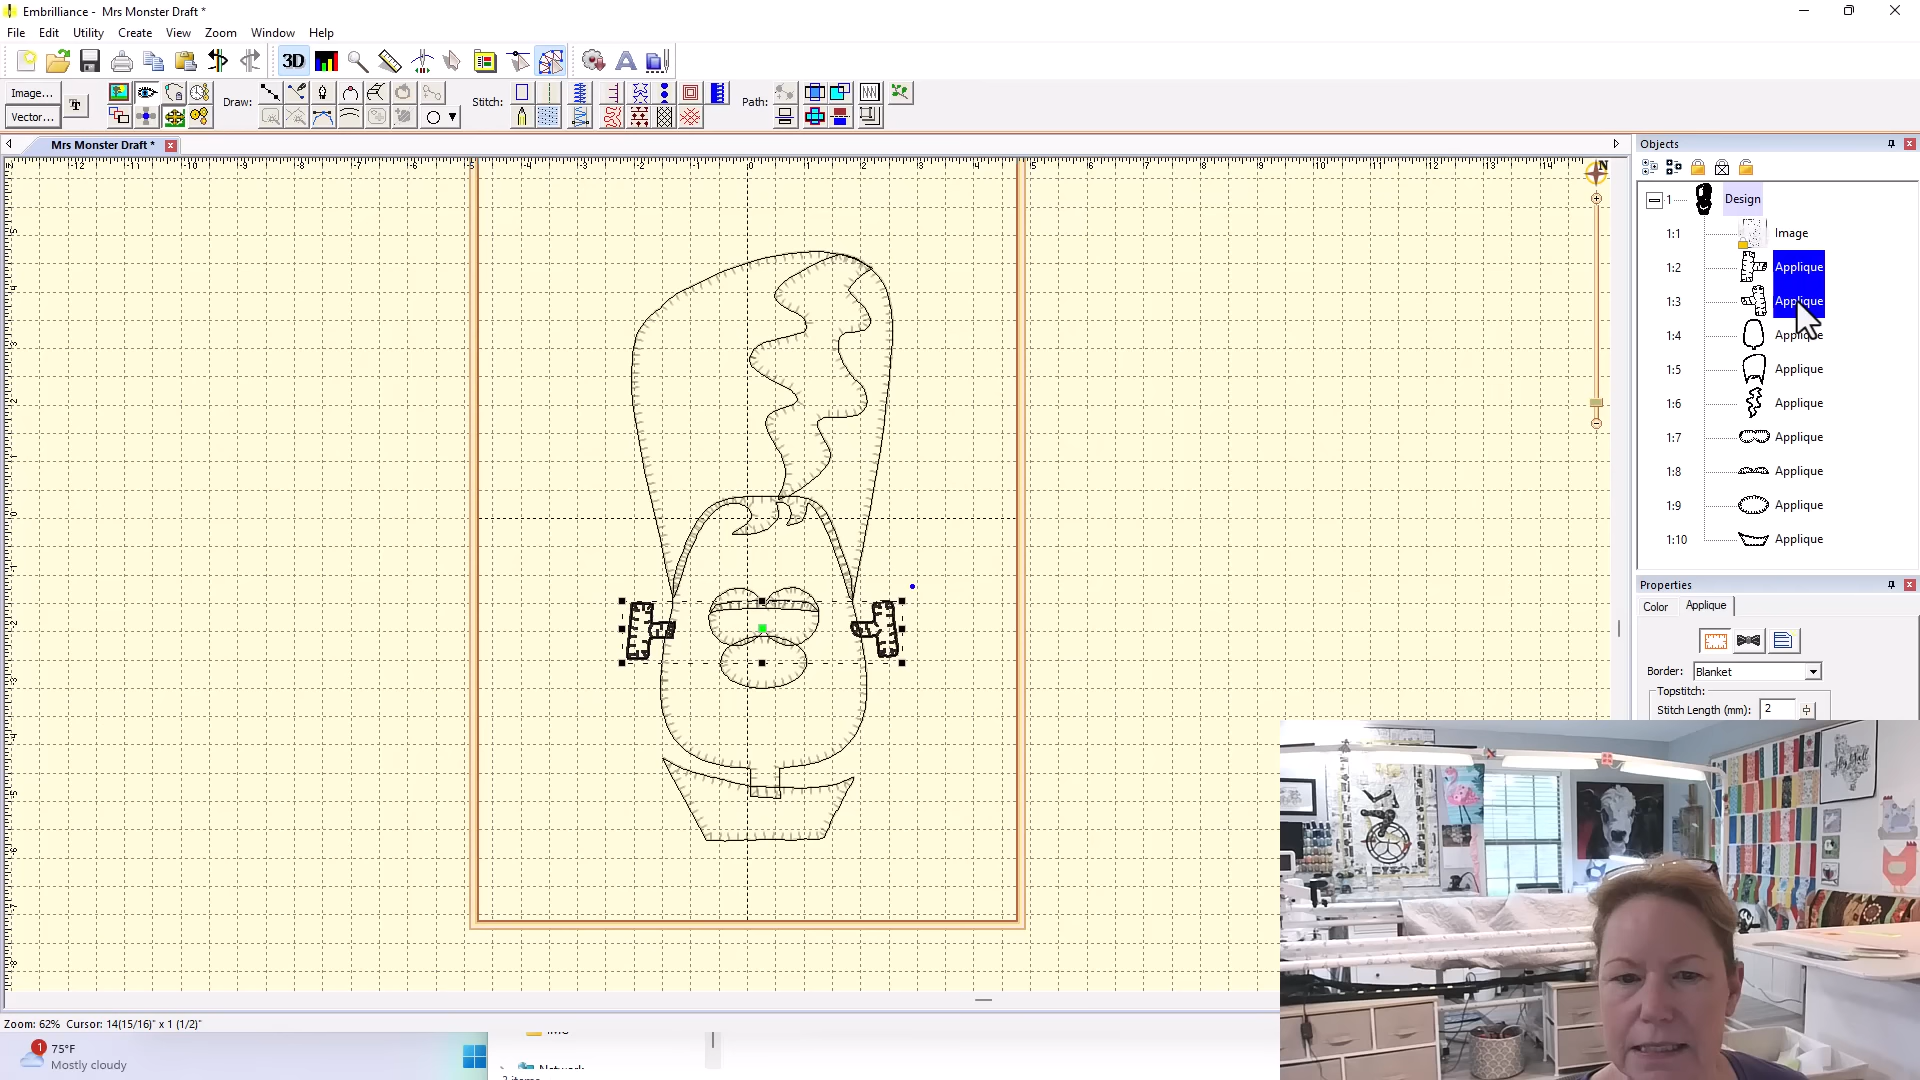 Embrilliance - Mrs Monster Draft *
File Edit Utility Create View Zoom Window Help
3D
Image...
Vector...
T
Draw:
Stitch:
Path:
Mrs Monster Draft *
Objects
1 Design
1:1 Image
1:2 Applique
1:3 Applique
1:4 Applique
1:5 Applique
1:6 Applique
1:7 Applique
1:8 Applique
1:9 Applique
1:10 Applique
N
Properties
Color Applique
Border: Blanket
Topstitch:
Stitch Length (mm): 2
Zoom: 62% Cursor: 14(15/16)" x 1 (1/2)"
1
75°F
Mostly cloudy
Network